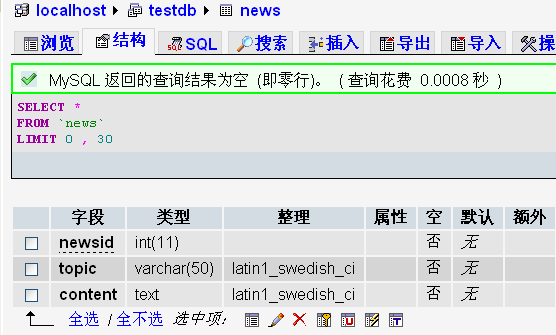 localhost ▸ testdb ▸ news
浏览 结构 SQL 搜索 插入 导出 导入 操
MySQL 返回的查询结果为空 (即零行)。 ( 查询花费 0.0008 秒 )
SELECT *
FROM `news`
LIMIT 0 , 30
字段 类型 整理 属性 空 默认 额外
newsid int(11) 否 无
topic varchar(50) latin1_swedish_ci 否 无
content text latin1_swedish_ci 否 无
全选 / 全不选 选中项: